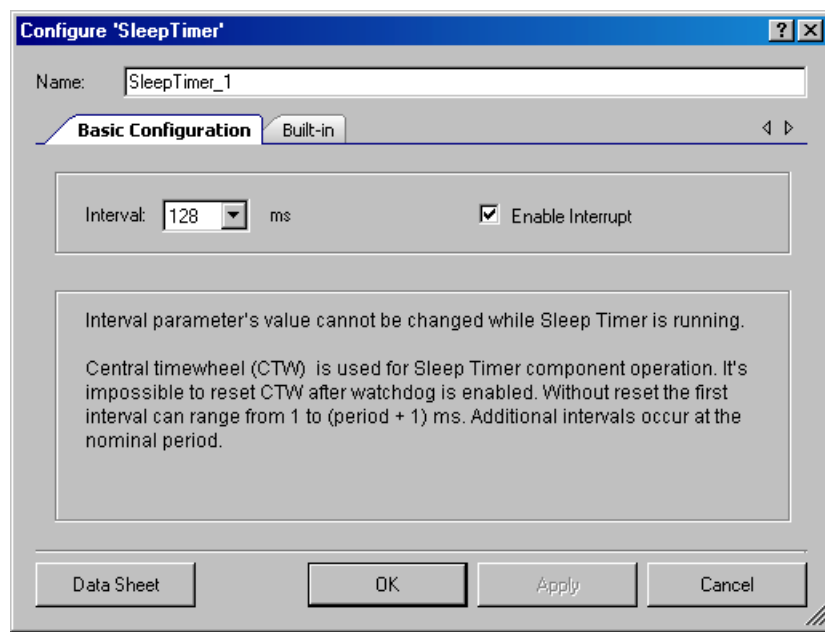 Configure 'SleepTimer'
Name: SleepTimer_1
Basic Configuration Built-in
Interval: 128 ms Enable Interrupt
Interval parameter's value cannot be changed while Sleep Timer is running.
Central timewheel (CTW) is used for Sleep Timer component operation. It's
impossible to reset CTW after watchdog is enabled. Without reset the first
interval can range from 1 to (period + 1) ms. Additional intervals occur at the
nominal period.
Data Sheet OK Apply Cancel